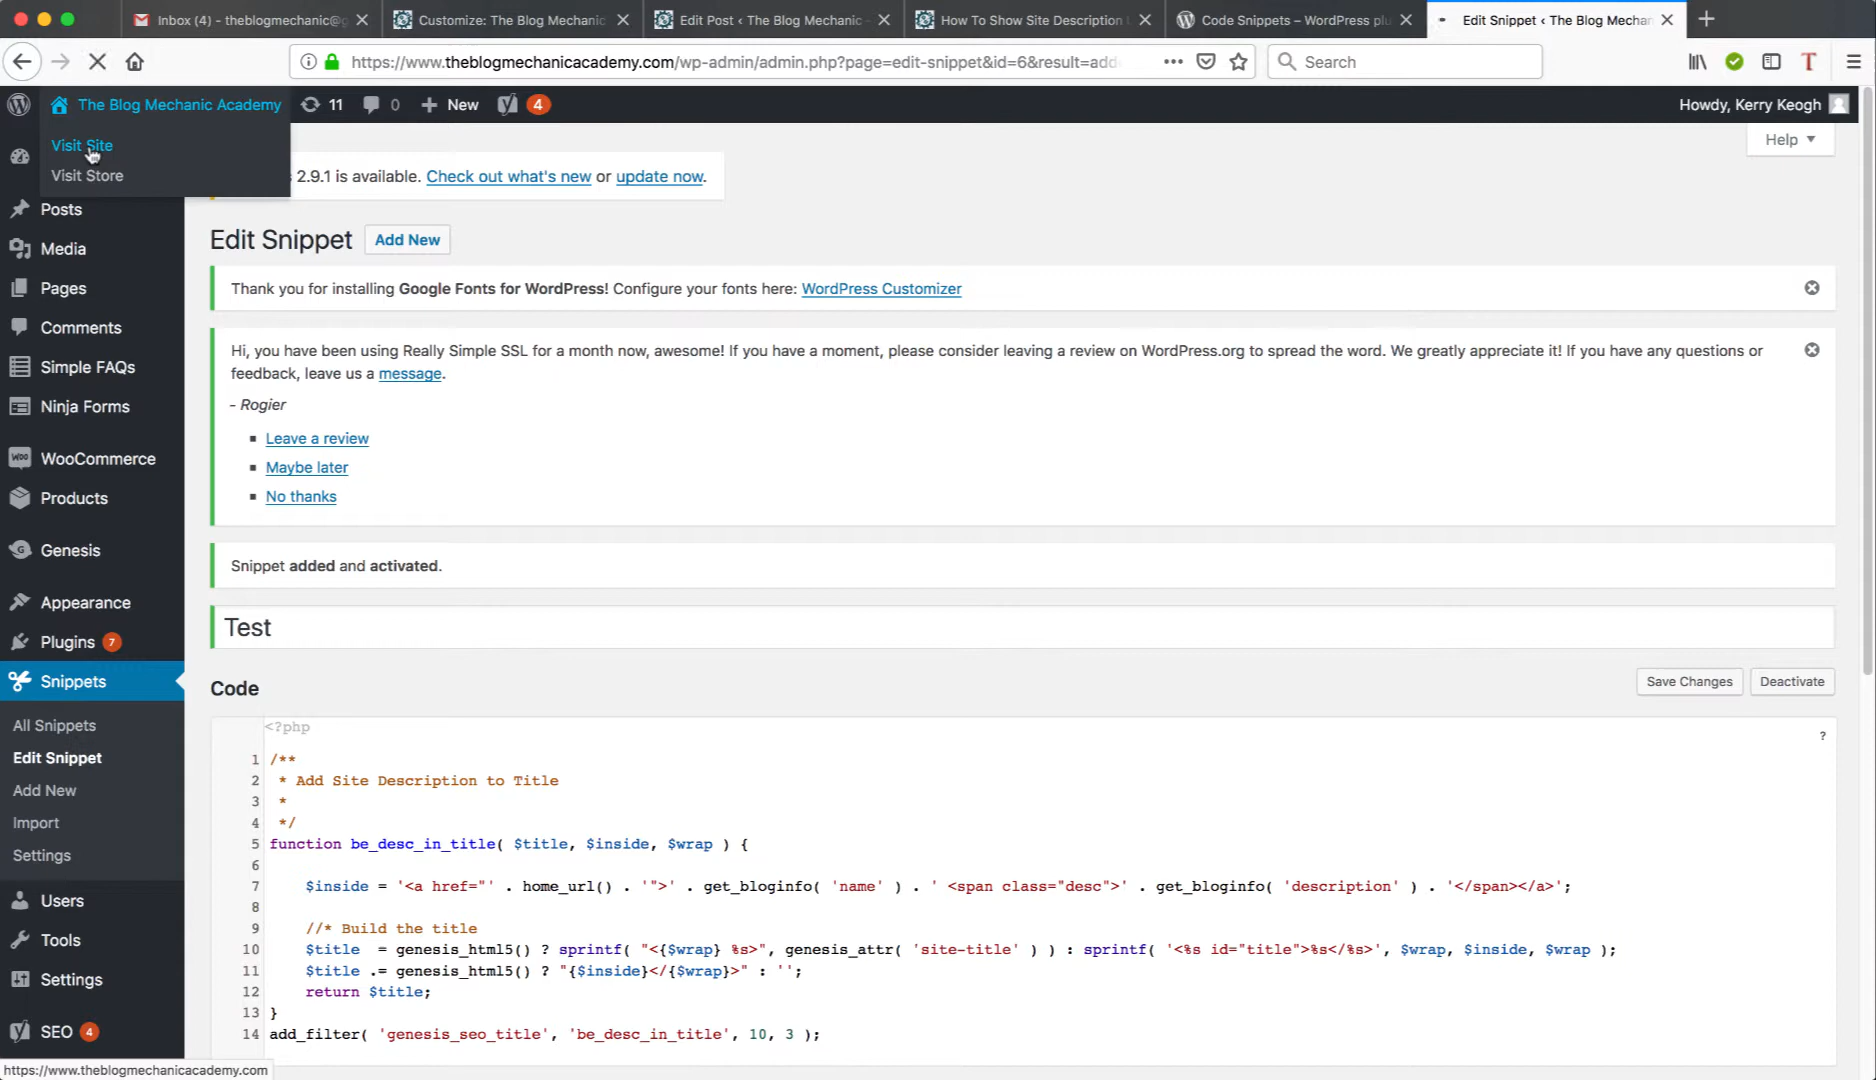 Inbox (4) - theblogmechanic@g
Customize: The Blog Mechanic
Edit Post ‹ The Blog Mechanic -
How To Show Site Description
Code Snippets – WordPress plu
Edit Snippet ‹ The Blog Mechan
https://www.theblogmechanicacademy.com/wp-admin/admin.php?page=edit-snippet&id=6&result=adde
Search
The Blog Mechanic Academy
11
0
New
4
Howdy, Kerry Keogh
Visit Site
Visit Store
Help
2.9.1 is available. Check out what's new or update now.
Posts
Media
Pages
Comments
Simple FAQs
Ninja Forms
WooCommerce
Products
Genesis
Appearance
Plugins 7
Snippets
All Snippets
Edit Snippet
Add New
Import
Settings
Users
Tools
Settings
SEO 4
https://www.theblogmechanicacademy.com
Edit Snippet Add New
Thank you for installing Google Fonts for WordPress! Configure your fonts here: WordPress Customizer
Hi, you have been using Really Simple SSL for a month now, awesome! If you have a moment, please consider leaving a review on WordPress.org to spread the word. We greatly appreciate it! If you have any questions or
feedback, leave us a message.
- Rogier
Leave a review
Maybe later
No thanks
Snippet added and activated.
Test
Code
Save Changes Deactivate
<?php
?
1 /**
2 * Add Site Description to Title
3 *
4 */
5 function be_desc_in_title( $title, $inside, $wrap ) {
6
7 $inside = '<a href="' . home_url() . '">' . get_bloginfo( 'name' ) . ' <span class="desc">' . get_bloginfo( 'description' ) . '</span></a>';
8
9 //* Build the title
10 $title = genesis_html5() ? sprintf( "<{$wrap} %s>", genesis_attr( 'site-title' ) ) : sprintf( '<%s id="title">%s</%s>', $wrap, $inside, $wrap );
11 $title .= genesis_html5() ? "{$inside}</{$wrap}>" : '';
12 return $title;
13 }
14 add_filter( 'genesis_seo_title', 'be_desc_in_title', 10, 3 );